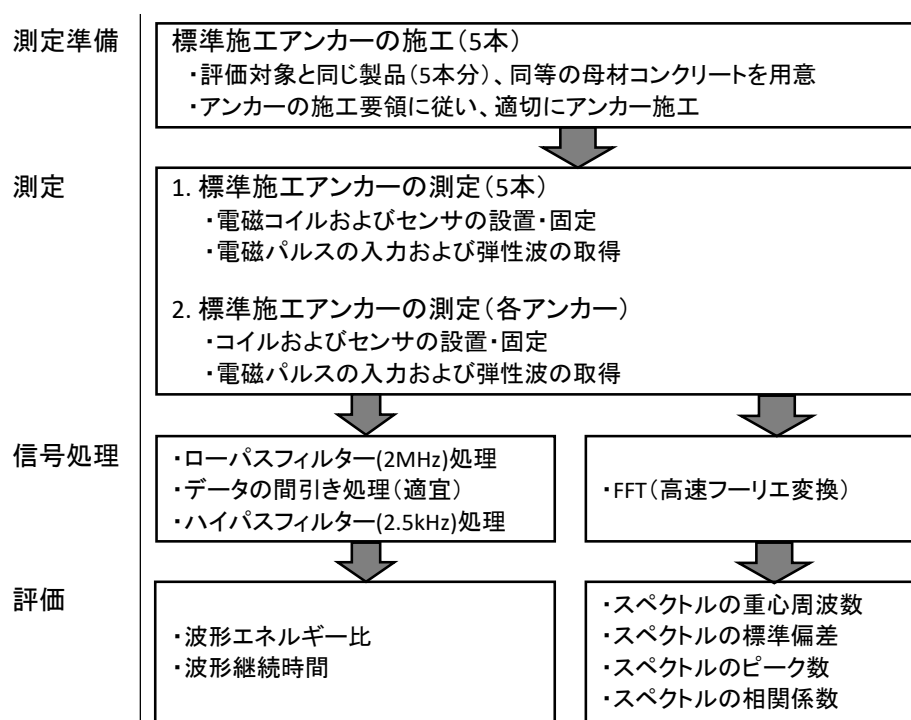 測定準備
標準施工アンカーの施工(5本)
・評価対象と同じ製品(5本分)、同等の母材コンクリートを用意
・アンカーの施工要領に従い、適切にアンカー施工
測定
1. 標準施工アンカーの測定(5本)
・電磁コイルおよびセンサの設置・固定
・電磁パルスの入力および弾性波の取得
2. 標準施工アンカーの測定(各アンカー)
・コイルおよびセンサの設置・固定
・電磁パルスの入力および弾性波の取得
信号処理
・ローパスフィルター(2MHz)処理
・データの間引き処理(適宜)
・ハイパスフィルター(2.5kHz)処理
・FFT(高速フーリエ変換)
評価
・波形エネルギー比
・波形継続時間
・スペクトルの重心周波数
・スペクトルの標準偏差
・スペクトルのピーク数
・スペクトルの相関係数